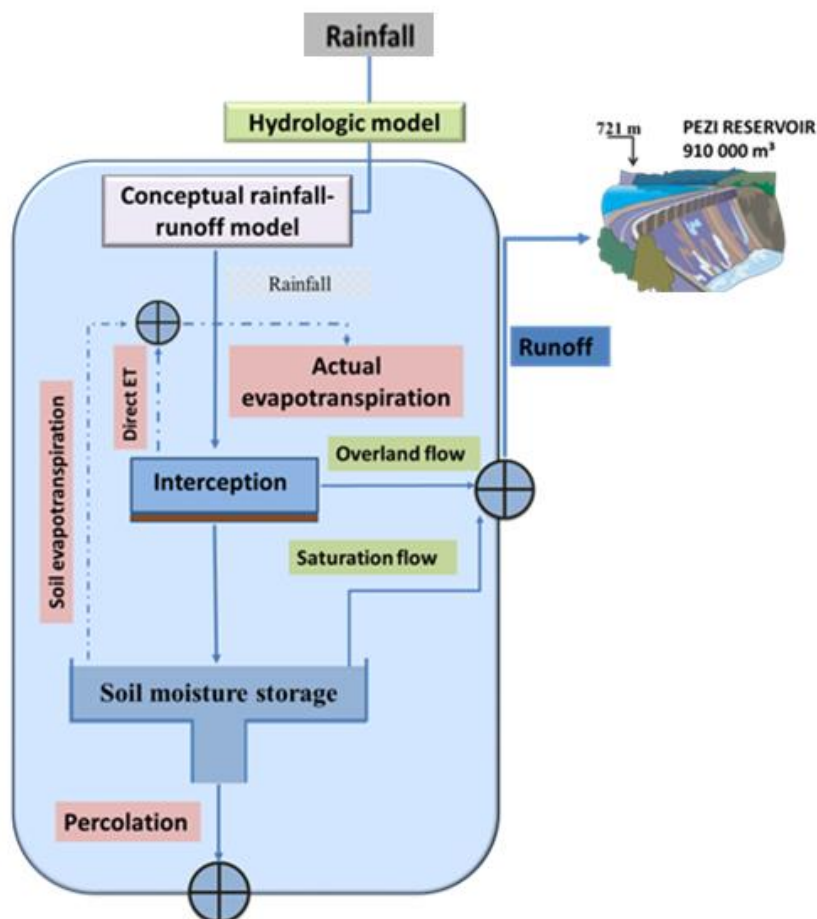 Rainfall
Hydrologic model
721 m
PEZI RESERVOIR
910 000 m³
Conceptual rainfall-
runoff model
Rainfall
Runoff
Direct ET
Actual
evapotranspiration
Soil evapotranspiration
Overland flow
Interception
Saturation flow
Soil moisture storage
Percolation